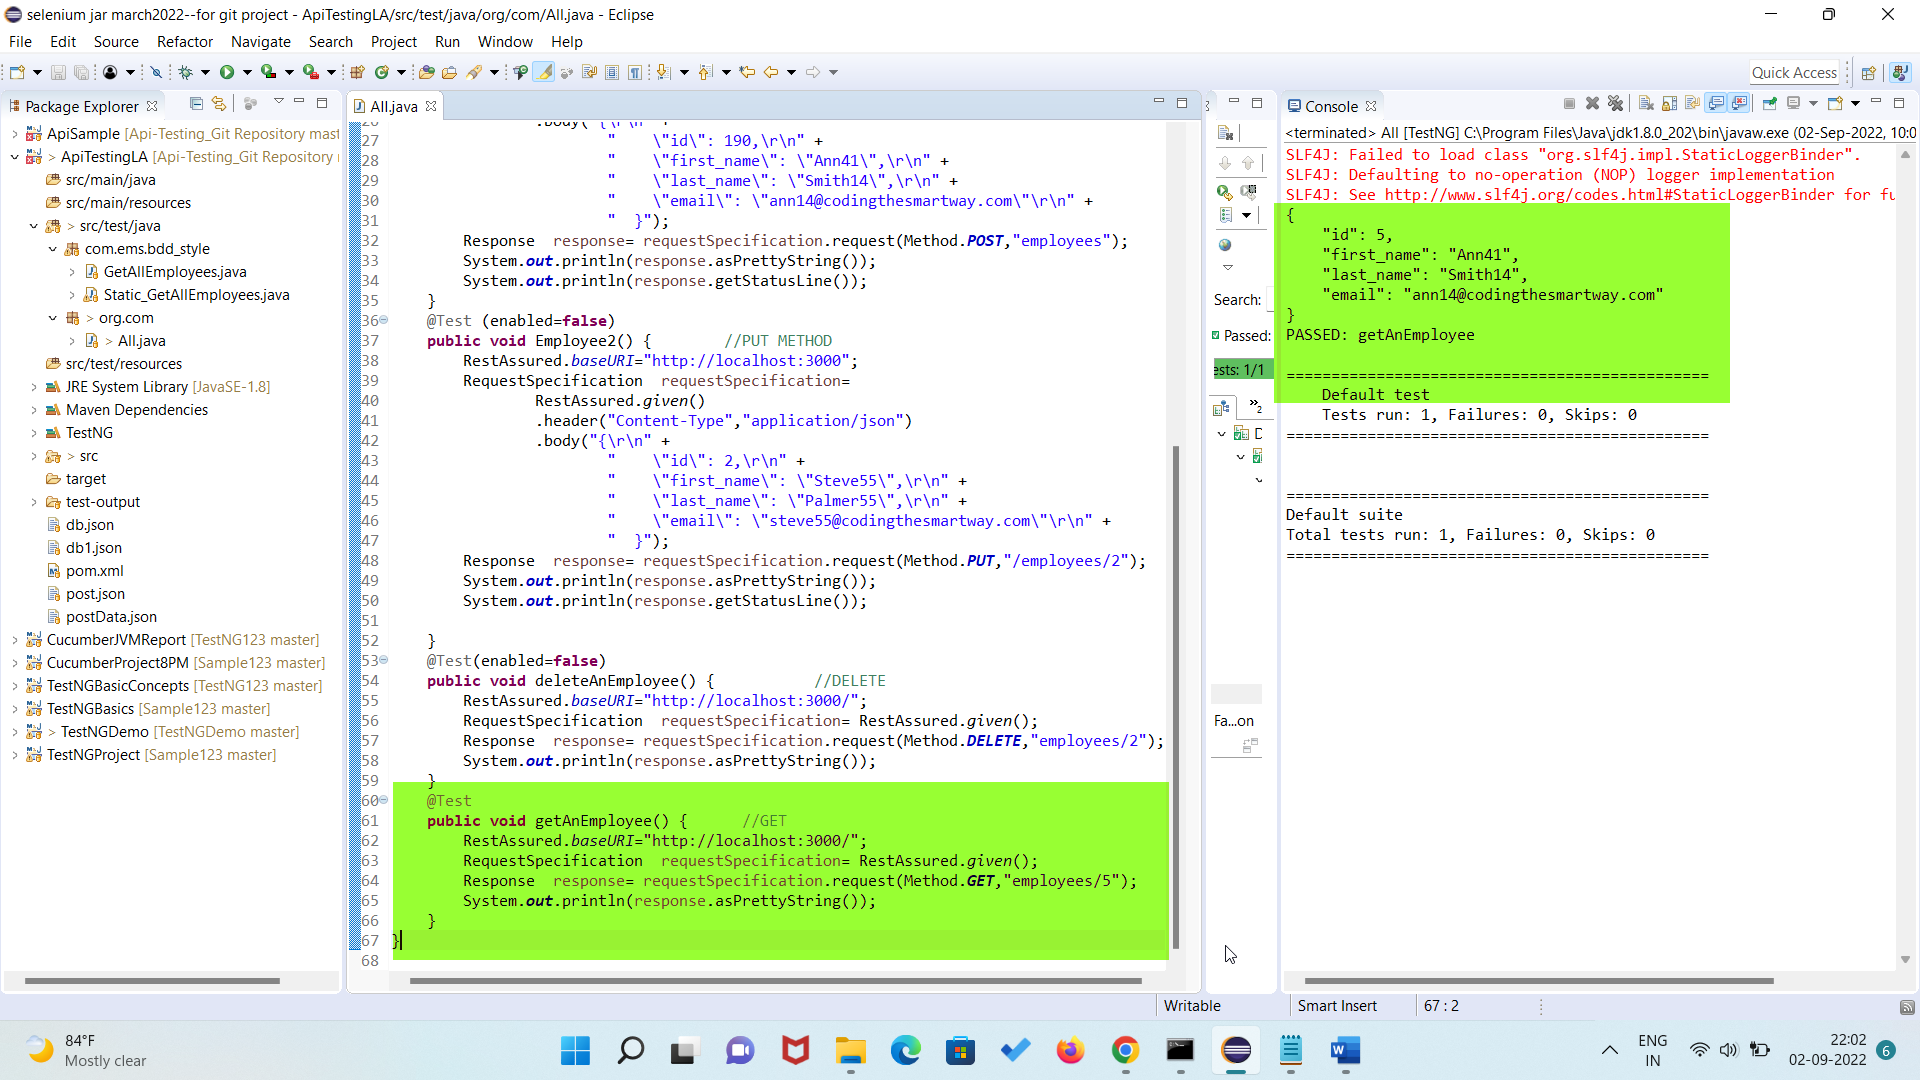 selenium jar march2022--for git project - ApiTestingLA/src/test/java/org/com/All.java - Eclipse
File Edit Source Refactor Navigate Search Project Run Window Help
Quick Access
Package Explorer
ApiSample [Api-Testing_Git Repository mast
> ApiTestingLA [Api-Testing_Git Repository
src/main/java
src/main/resources
> src/test/java
com.ems.bdd_style
GetAllEmployees.java
Static_GetAllEmployees.java
> org.com
> All.java
src/test/resources
JRE System Library [JavaSE-1.8]
Maven Dependencies
TestNG
> src
target
test-output
db.json
db1.json
pom.xml
post.json
postData.json
CucumberJVMReport [TestNG123 master]
CucumberProject8PM [Sample123 master]
TestNGBasicConcepts [TestNG123 master]
TestNGBasics [Sample123 master]
> TestNGDemo [TestNGDemo master]
TestNGProject [Sample123 master]
All.java
26 .body("{\r\n" +
27 "    \"id\": 190,\r\n" +
28 "    \"first_name\": \"Ann41\",\r\n" +
29 "    \"last_name\": \"Smith14\",\r\n" +
30 "    \"email\": \"ann14@codingthesmartway.com\"\r\n" +
31 "  }");
32 Response  response= requestSpecification.request(Method.POST,"employees");
33 System.out.println(response.asPrettyString());
34 System.out.println(response.getStatusLine());
35 }
36 @Test (enabled=false)
37 public void Employee2() {        //PUT METHOD
38 RestAssured.baseURI="http://localhost:3000";
39 RequestSpecification  requestSpecification=
40 RestAssured.given()
41 .header("Content-Type","application/json")
42 .body("{\r\n" +
43 "    \"id\": 2,\r\n" +
44 "    \"first_name\": \"Steve55\",\r\n" +
45 "    \"last_name\": \"Palmer55\",\r\n" +
46 "    \"email\": \"steve55@codingthesmartway.com\"\r\n" +
47 "  }");
48 Response  response= requestSpecification.request(Method.PUT,"/employees/2");
49 System.out.println(response.asPrettyString());
50 System.out.println(response.getStatusLine());
51
52 }
53 @Test(enabled=false)
54 public void deleteAnEmployee() {           //DELETE
55 RestAssured.baseURI="http://localhost:3000/";
56 RequestSpecification  requestSpecification= RestAssured.given();
57 Response  response= requestSpecification.request(Method.DELETE,"employees/2");
58 System.out.println(response.asPrettyString());
59 }
60 @Test
61 public void getAnEmployee() {      //GET
62 RestAssured.baseURI="http://localhost:3000/";
63 RequestSpecification  requestSpecification= RestAssured.given();
64 Response  response= requestSpecification.request(Method.GET,"employees/5");
65 System.out.println(response.asPrettyString());
66 }
67 }
68
Search:
Passed:
ests: 1/1
»2
D
Fa...on
Console
<terminated> All [TestNG] C:\Program Files\Java\jdk1.8.0_202\bin\javaw.exe (02-Sep-2022, 10:0
SLF4J: Failed to load class "org.slf4j.impl.StaticLoggerBinder".
SLF4J: Defaulting to no-operation (NOP) logger implementation
SLF4J: See http://www.slf4j.org/codes.html#StaticLoggerBinder for fu
{
"id": 5,
"first_name": "Ann41",
"last_name": "Smith14",
"email": "ann14@codingthesmartway.com"
}
PASSED: getAnEmployee
===============================================
Default test
Tests run: 1, Failures: 0, Skips: 0
===============================================
===============================================
Default suite
Total tests run: 1, Failures: 0, Skips: 0
===============================================
Writable
Smart Insert
67 : 2
84°F
Mostly clear
ENG
IN
22:02
02-09-2022
6